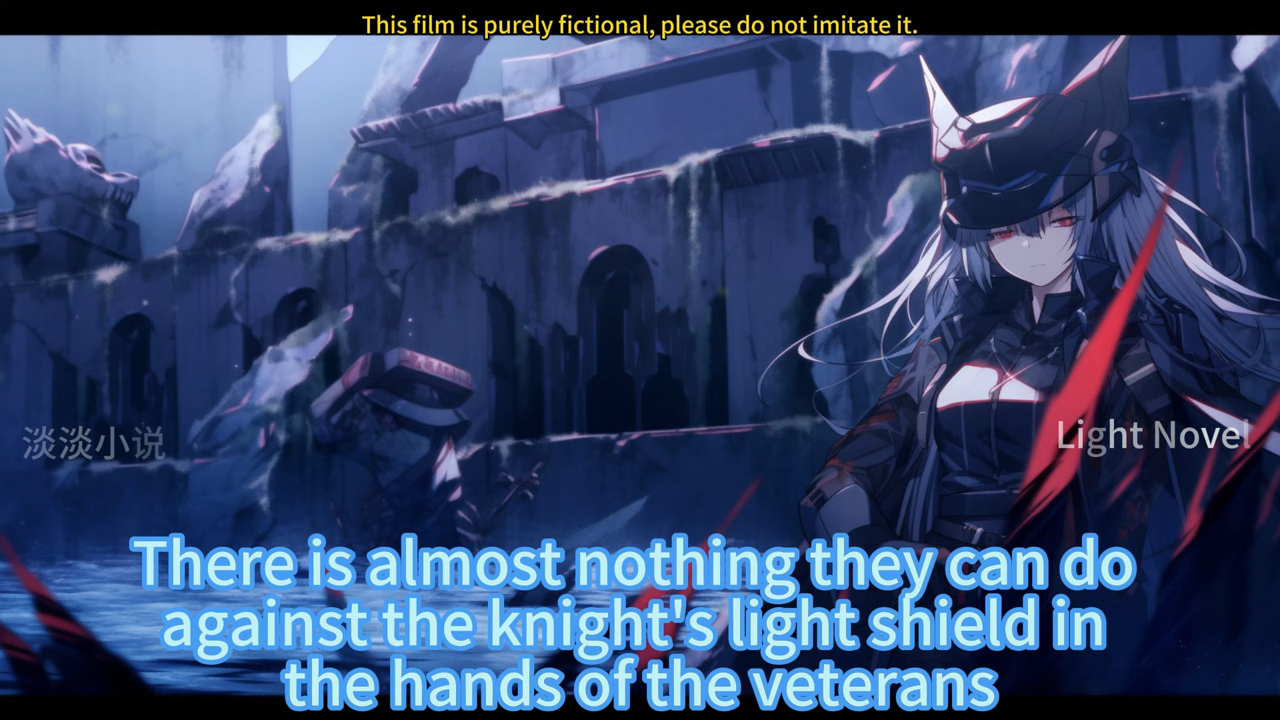 This film is purely fictional, please do not imitate it.
淡淡小说
Light Novel
There is almost nothing they can do
against the knight's light shield in
the hands of the veterans